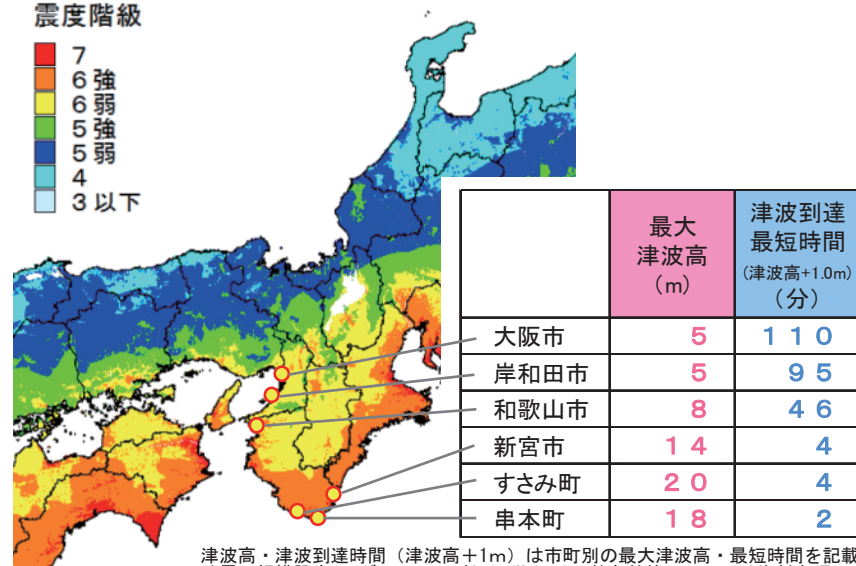 震度階級
7
6強
6弱
5強
5弱
4
3以下
最大
津波高
(m)
津波到達
最短時間
(津波高+1.0m)
(分)
大阪市 5 110
岸和田市 5 95
和歌山市 8 46
新宮市 14 4
すさみ町 20 4
串本町 18 2
津波高・津波到達時間（津波高＋1m）は市町別の最大津波高・最短時間を記載